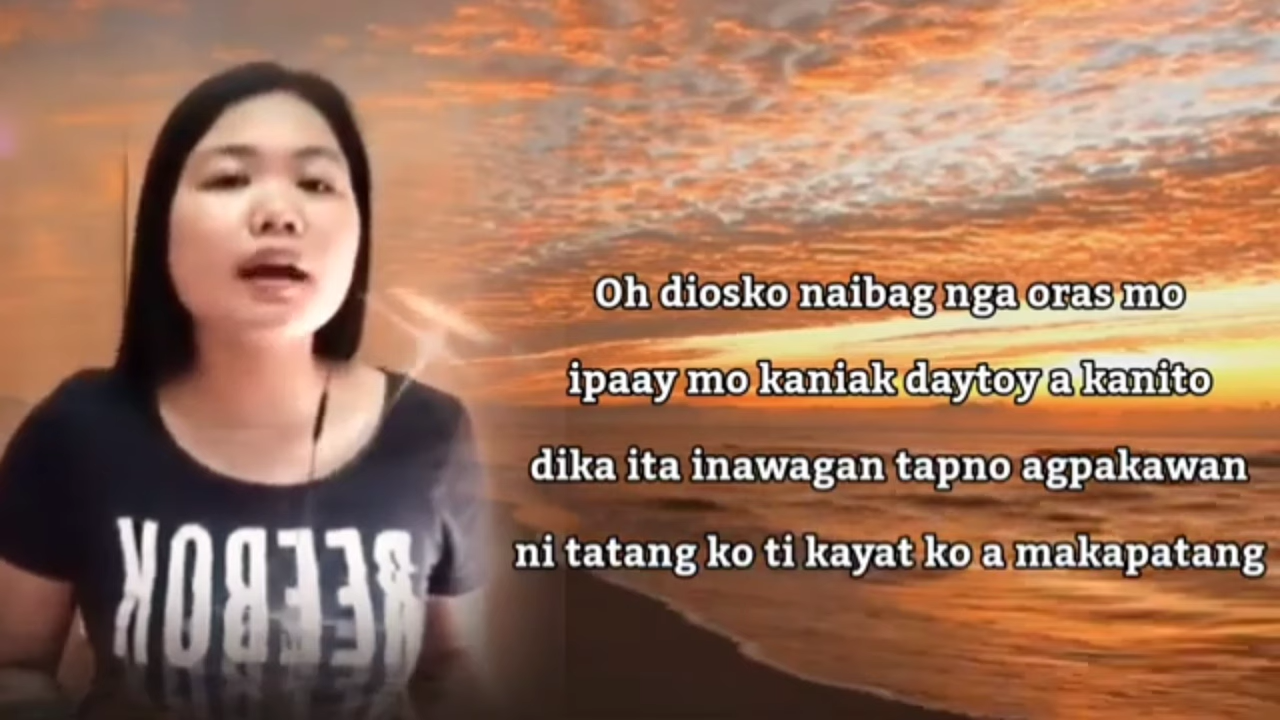 Oh diosko naibag nga oras mo
ipaay mo kaniak daytoy a kanito
dika ita inawagan tapno agpakawan
ni tatang ko ti kayat ko a makapatang
REEBOK